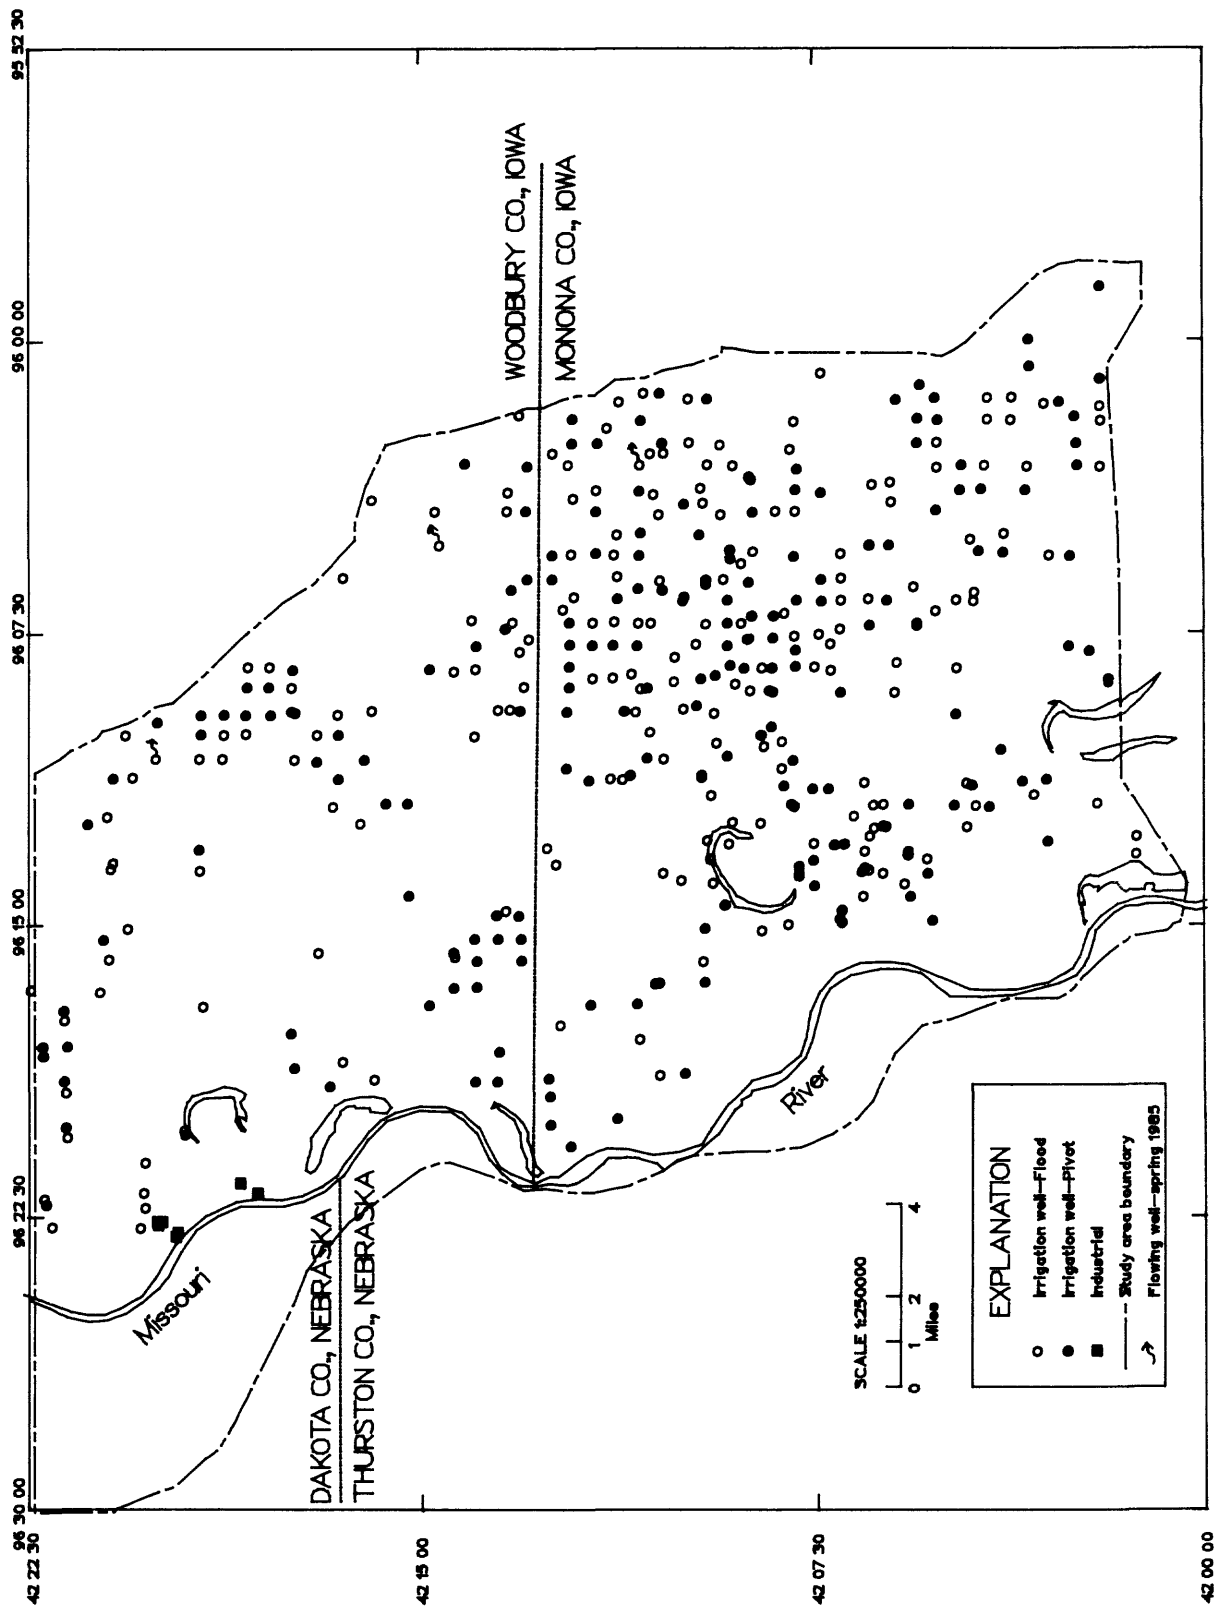 96 30 00
96 22 30
96 15 00
96 07 30
96 00 00
95 52 30
42 22 30
42 15 00
42 07 30
42 00 00
Missouri
DAKOTA CO., NEBRASKA
THURSTON CO., NEBRASKA
WOODBURY CO., IOWA
MONONA CO., IOWA
River
SCALE 1:250000
0 1 2 4
Miles
EXPLANATION
Irrigation well—Flood
Irrigation well—Pivot
Industrial
Study area boundary
Flowing well—spring 1985